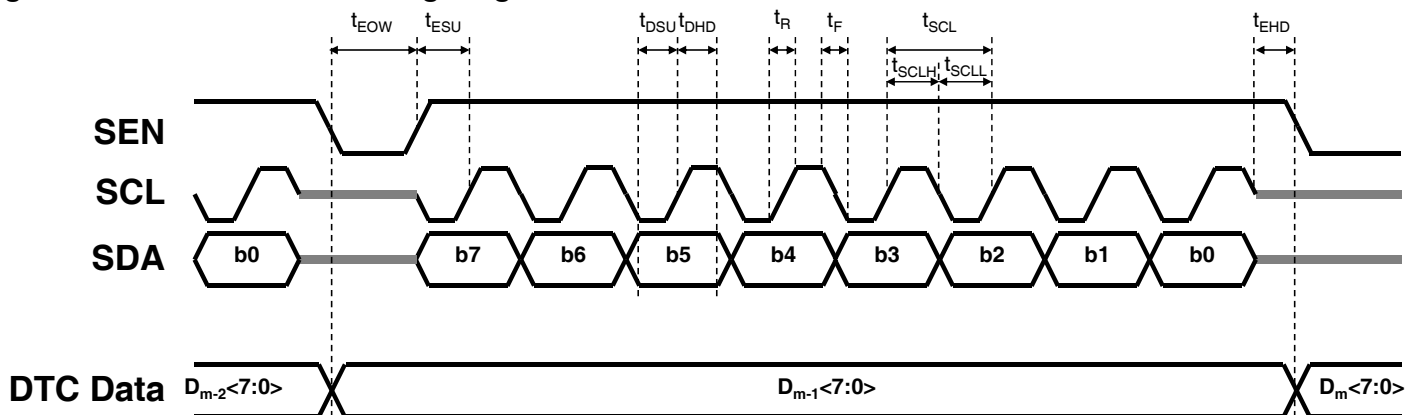 tEOW tESU tDSU tDHD tR tF tSCL tEHD
tSCLH tSCLL
SEN
SCL
SDA b0 b7 b6 b5 b4 b3 b2 b1 b0
DTC Data Dm-2<7:0> Dm-1<7:0> Dm<7:0>